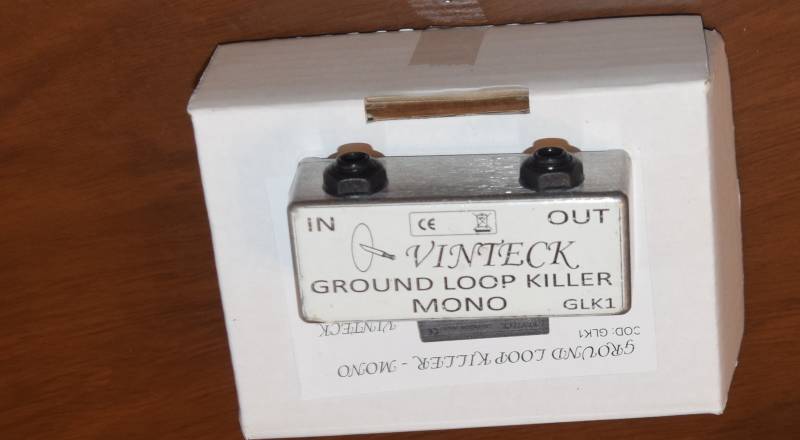 IN OUT
CE
VINTECK
GROUND LOOP KILLER
MONO GLK1
GROUND LOOP KILLER - MONO
COD: GLK1
VINTECK